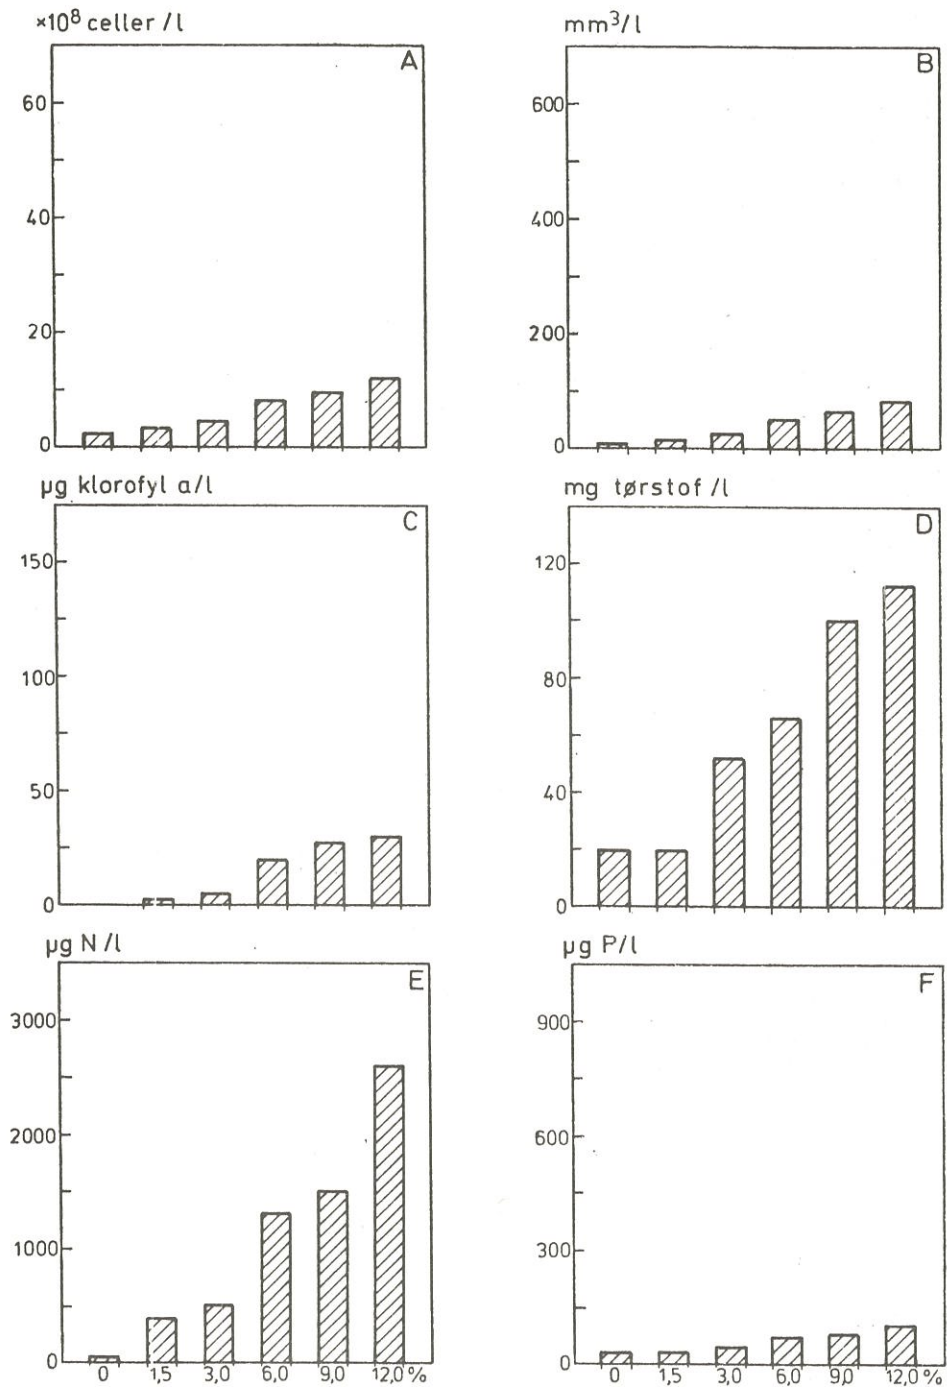 ×10⁸ celler /l
A
60
40
20
0
mm³/l
B
600
400
200
0
µg klorofyl a/l
C
150
100
50
0
mg tørstof /l
D
120
80
40
0
µg N /l
E
3000
2000
1000
0
0 1,5 3,0 6,0 9,0 12,0 %
µg P/l
F
900
600
300
0
0 1,5 3,0 6,0 9,0 12,0 %